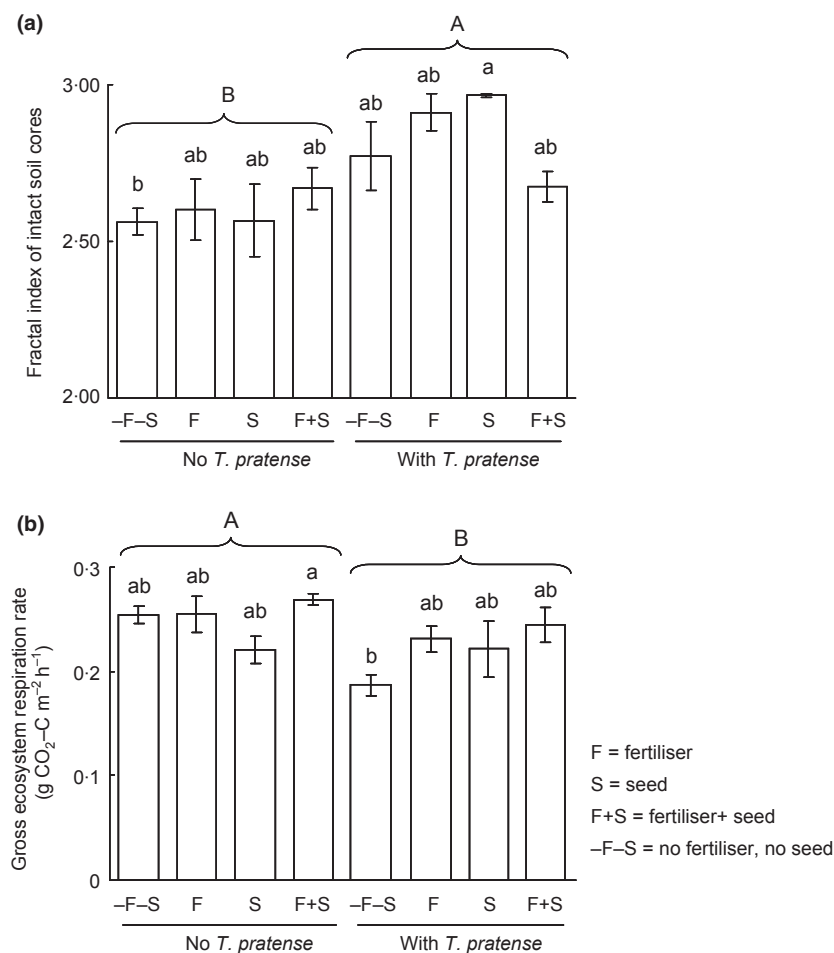 (a)
A
3·00
B
ab
ab
a
ab
b
ab
ab
ab
2·50
2·00
Fractal index of intact soil cores
–F–S F S F+S –F–S F S F+S
No T. pratense With T. pratense
(b)
A
B
0·3
ab
ab
ab
a
b
ab
ab
ab
0·2
0·1
0
Gross ecosystem respiration rate
(g CO₂–C m⁻² h⁻¹)
–F–S F S F+S –F–S F S F+S
No T. pratense With T. pratense
F = fertiliser
S = seed
F+S = fertiliser+ seed
–F–S = no fertiliser, no seed